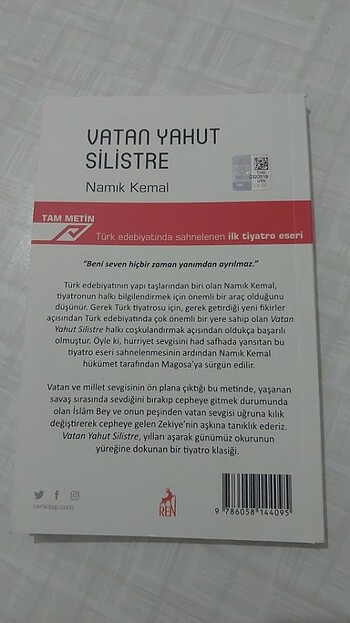 VATAN YAHUT
SİLİSTRE
Namık Kemal
TAM METİN
Türk edebiyatında sahnelenen ilk tiyatro eseri
"Beni seven hiçbir zaman yanımdan ayrılmaz."
Türk edebiyatının yapı taşlarından biri olan Namık Kemal,
tiyatronun halkı bilgilendirmek için önemli bir araç olduğunu
düşünür. Gerek Türk tiyatrosu için, gerek getirdiği yeni fikirler
açısından Türk edebiyatında çok önemli bir yere sahip olan Vatan
Yahut Silistre halkı coşkulandırmak açısından oldukça başarılı
olmuştur. Öyle ki, hürriyet sevgisini had safhada yansıtan bu
tiyatro eseri sahnelenmesinin ardından Namık Kemal
hükümet tarafından Magosa'ya sürgün edilir.
Vatan ve millet sevgisinin ön plana çıktığı bu metinde, yaşanan
savaş sırasında sevdiğini bırakıp cepheye gitmek durumunda
olan İslâm Bey ve onun peşinden vatan sevgisi uğruna kılık
değiştirerek cepheye gelen Zekiye'nin aşkına tanıklık ederiz.
Vatan Yahut Silistre, yılları aşarak günümüz okurunun
yüreğine dokunan bir tiyatro klasiği.
renkitap.com
REN
9 786058 144095